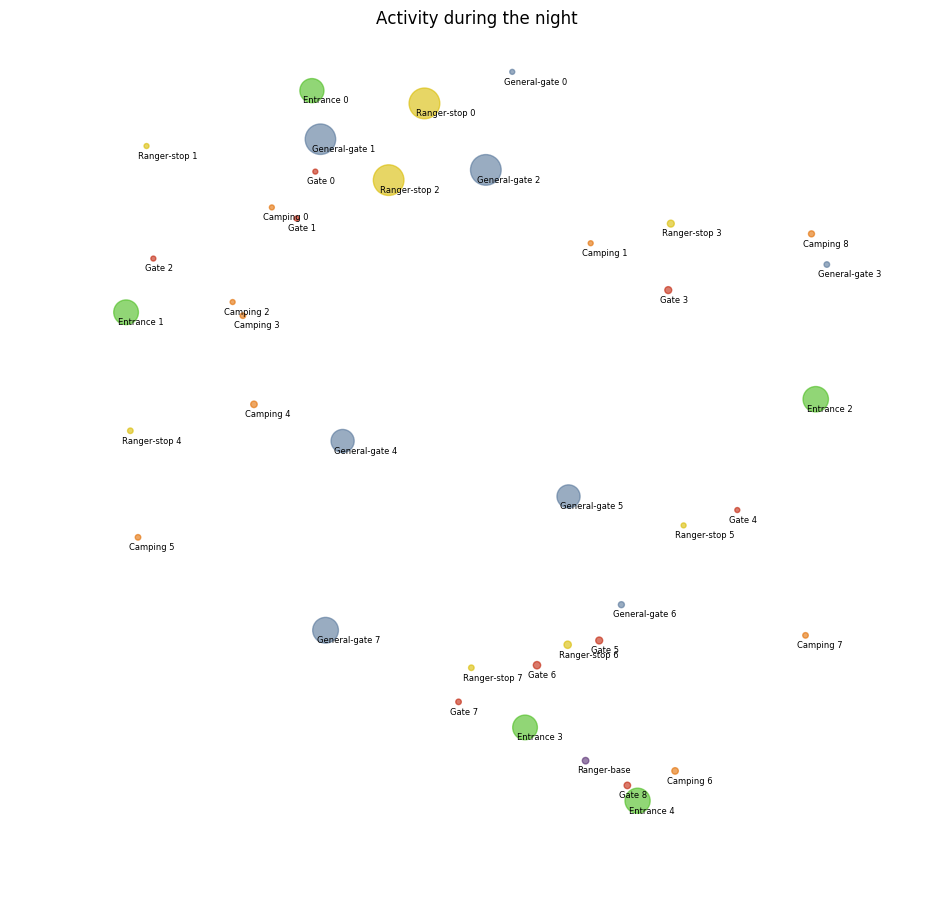 Activity during the night
General-gate 0
Entrance 0
Ranger-stop 0
General-gate 1
Ranger-stop 1
Gate 0
General-gate 2
Ranger-stop 2
Camping 0
Gate 1
Ranger-stop 3
Camping 8
Camping 1
Gate 2
General-gate 3
Gate 3
Camping 2
Entrance 1
Camping 3
Entrance 2
Camping 4
Ranger-stop 4
General-gate 4
General-gate 5
Gate 4
Ranger-stop 5
Camping 5
General-gate 6
General-gate 7
Camping 7
Gate 5
Ranger-stop 6
Gate 6
Ranger-stop 7
Gate 7
Entrance 3
Ranger-base
Camping 6
Gate 8
Entrance 4